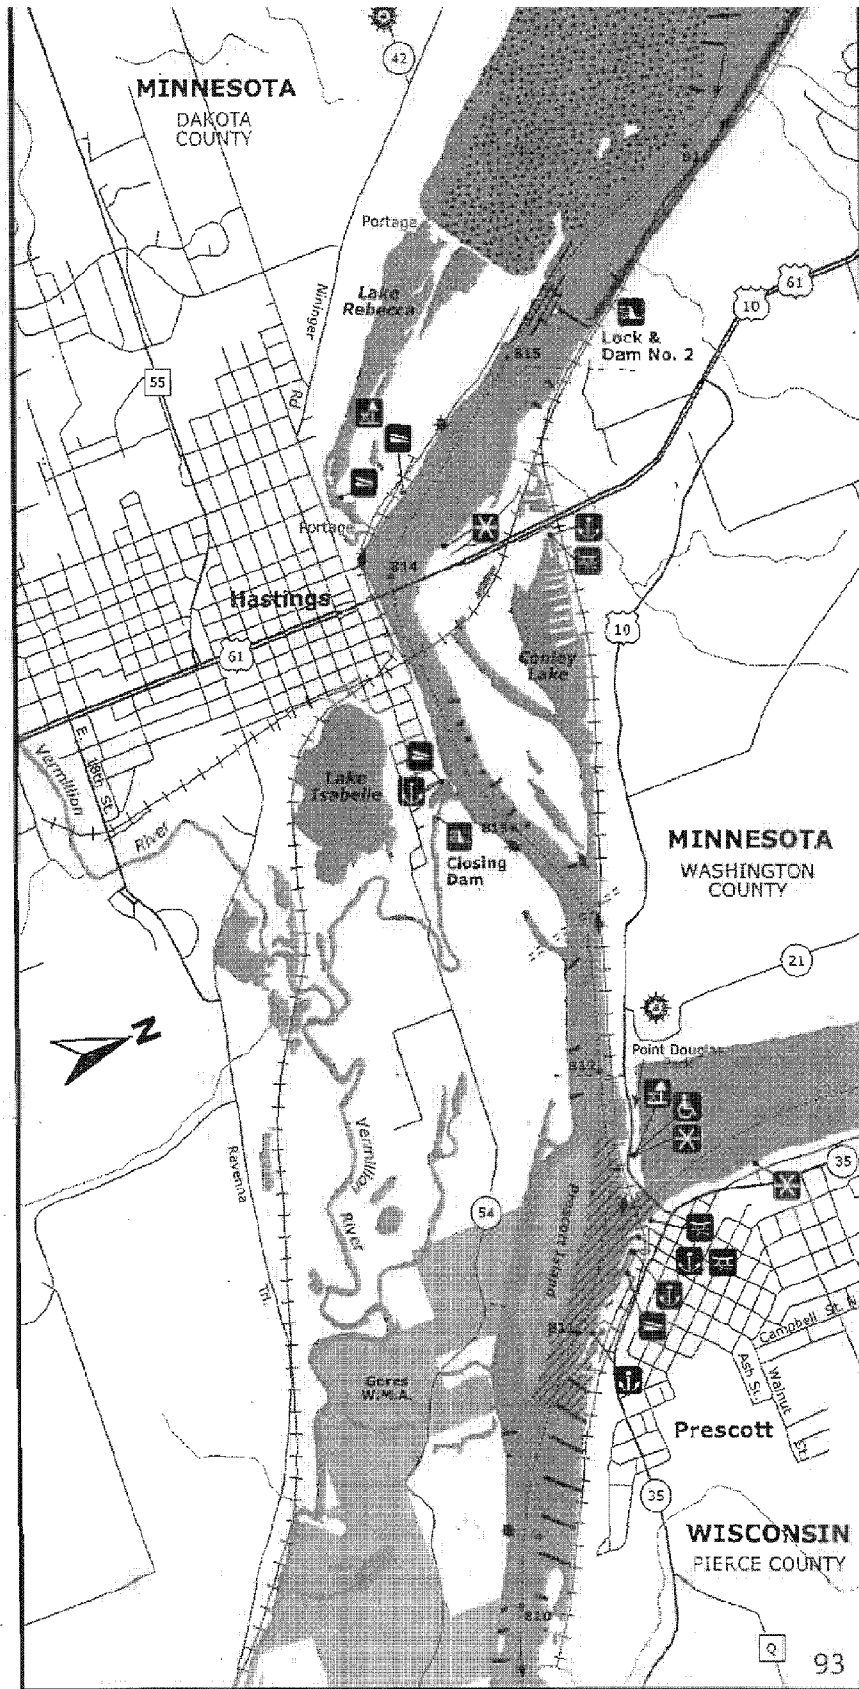 42
MINNESOTA
DAKOTA
COUNTY
Portage
Lake
Rebecca
Nininger
Rd
61
10
Lock &
Dam No. 2
815
55
Portage
814
Hastings
61
10
Conley
Lake
E. 18th St.
Vermillion
River
Lake
Isabelle
813
Closing
Dam
MINNESOTA
WASHINGTON
COUNTY
21
N
Point Douglas
Park
812
35
Vermillion
River
Ravenna
Trl.
54
Prescott Island
811
Campbell St. N
Ash St.
Walnut
St.
Gores
W.M.A.
Prescott
35
WISCONSIN
PIERCE COUNTY
810
Q
93